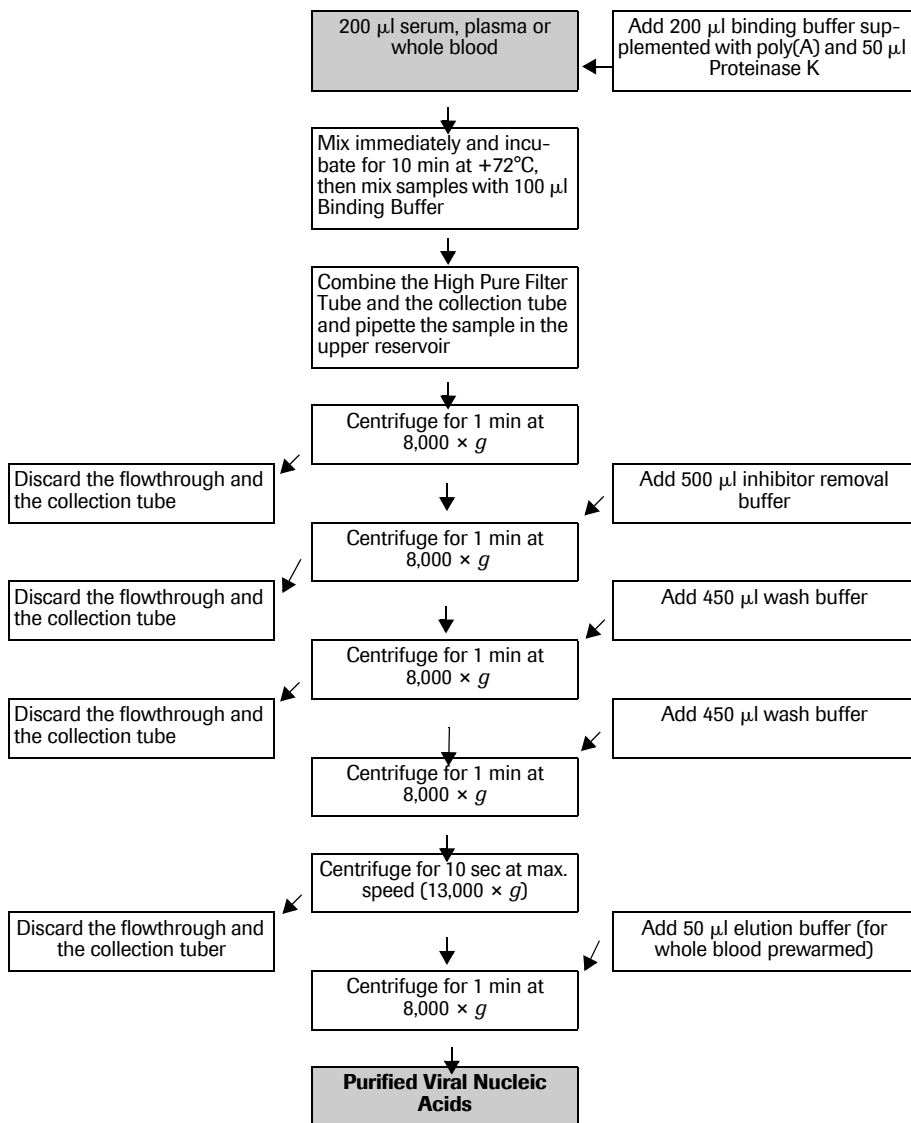 200 µl serum, plasma or
whole blood
Add 200 µl binding buffer sup-
plemented with poly(A) and 50 µl
Proteinase K
Mix immediately and incu-
bate for 10 min at +72°C,
then mix samples with 100 µl
Binding Buffer
Combine the High Pure Filter
Tube and the collection tube
and pipette the sample in the
upper reservoir
Centrifuge for 1 min at
8,000 × g
Discard the flowthrough and
the collection tube
Add 500 µl inhibitor removal
buffer
Centrifuge for 1 min at
8,000 × g
Discard the flowthrough and
the collection tube
Add 450 µl wash buffer
Centrifuge for 1 min at
8,000 × g
Discard the flowthrough and
the collection tube
Add 450 µl wash buffer
Centrifuge for 1 min at
8,000 × g
Centrifuge for 10 sec at max.
speed (13,000 × g)
Discard the flowthrough and
the collection tuber
Add 50 µl elution buffer (for
whole blood prewarmed)
Centrifuge for 1 min at
8,000 × g
Purified Viral Nucleic
Acids